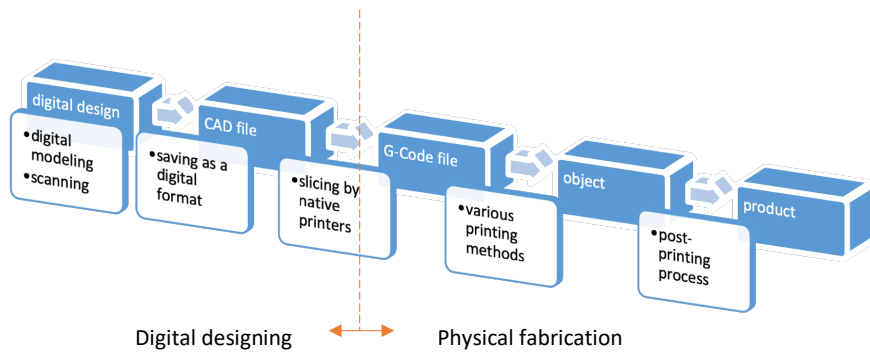 digital design
•digital
modeling
•scanning
CAD file
•saving as a
digital
format
G-Code file
•slicing by
native
printers
object
•various
printing
methods
product
•post-
printing
process
Digital designing
Physical fabrication